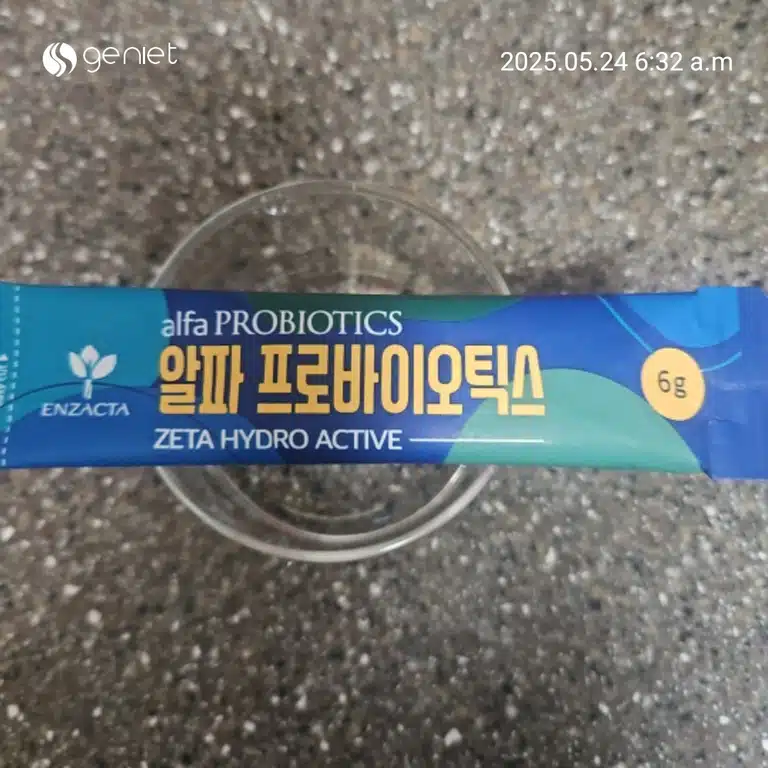 geniet
2025.05.24 6:32 a.m
alfa PROBIOTICS
알파 프로바이오틱스
6g
ENZACTA
ZETA HYDRO ACTIVE